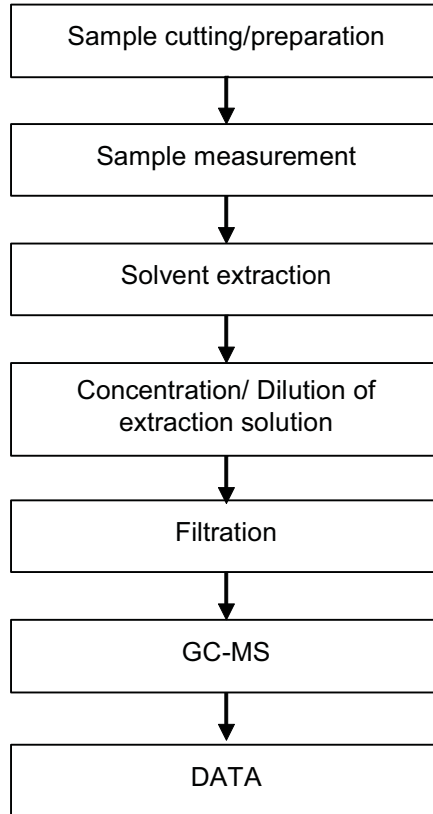 Sample cutting/preparation
Sample measurement
Solvent extraction
Concentration/ Dilution of
extraction solution
Filtration
GC-MS
DATA